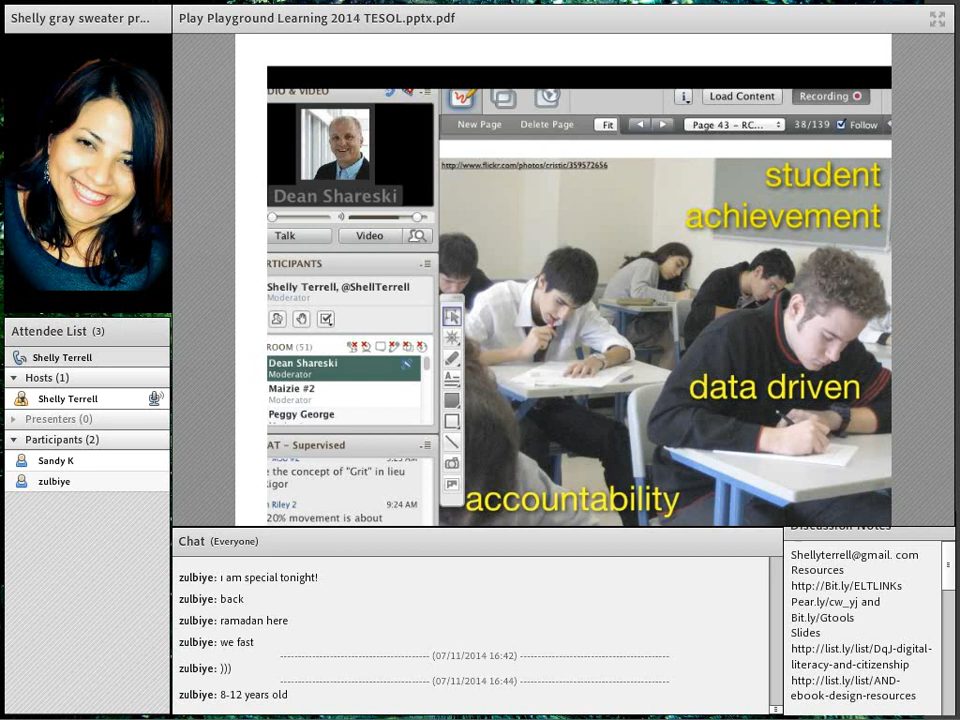 Shelly gray sweater pr...
Play Playground Learning 2014 TESOL.pptx.pdf
DIO & VIDEO
Dean Shareski
Talk
Video
RTICIPANTS
Shelly Terrell, @ShellTerrell
Moderator
ROOM (51)
Dean Shareski
Moderator
Maizie #2
Peggy George
AT – Supervised
e the concept of "Grit" in lieu
igor
n Riley 2 9:24 AM
20% movement is about
Load Content
Recording
New Page
Delete Page
Fit
Page 43 – RC...
38/139
Follow
http://www.flickr.com/photos/cristic/359572656
student
achievement
data driven
accountability
Attendee List (3)
Shelly Terrell
Hosts (1)
Shelly Terrell
Presenters (0)
Participants (2)
Sandy K
zulbiye
Chat (Everyone)
zulbiye: ı am special tonight!
zulbiye: back
zulbiye: ramadan here
zulbiye: we fast
(07/11/2014 16:42)
zulbiye: )))
(07/11/2014 16:44)
zulbiye: 8-12 years old
Discussion Notes
Shellyterrell@gmail. com
Resources
http://Bit.ly/ELTLINKs
Pear.ly/cw_yj and
Bit.ly/Gtools
Slides
http://list.ly/list/DqJ-digital-
literacy-and-citizenship
http://list.ly/list/AND-
ebook-design-resources